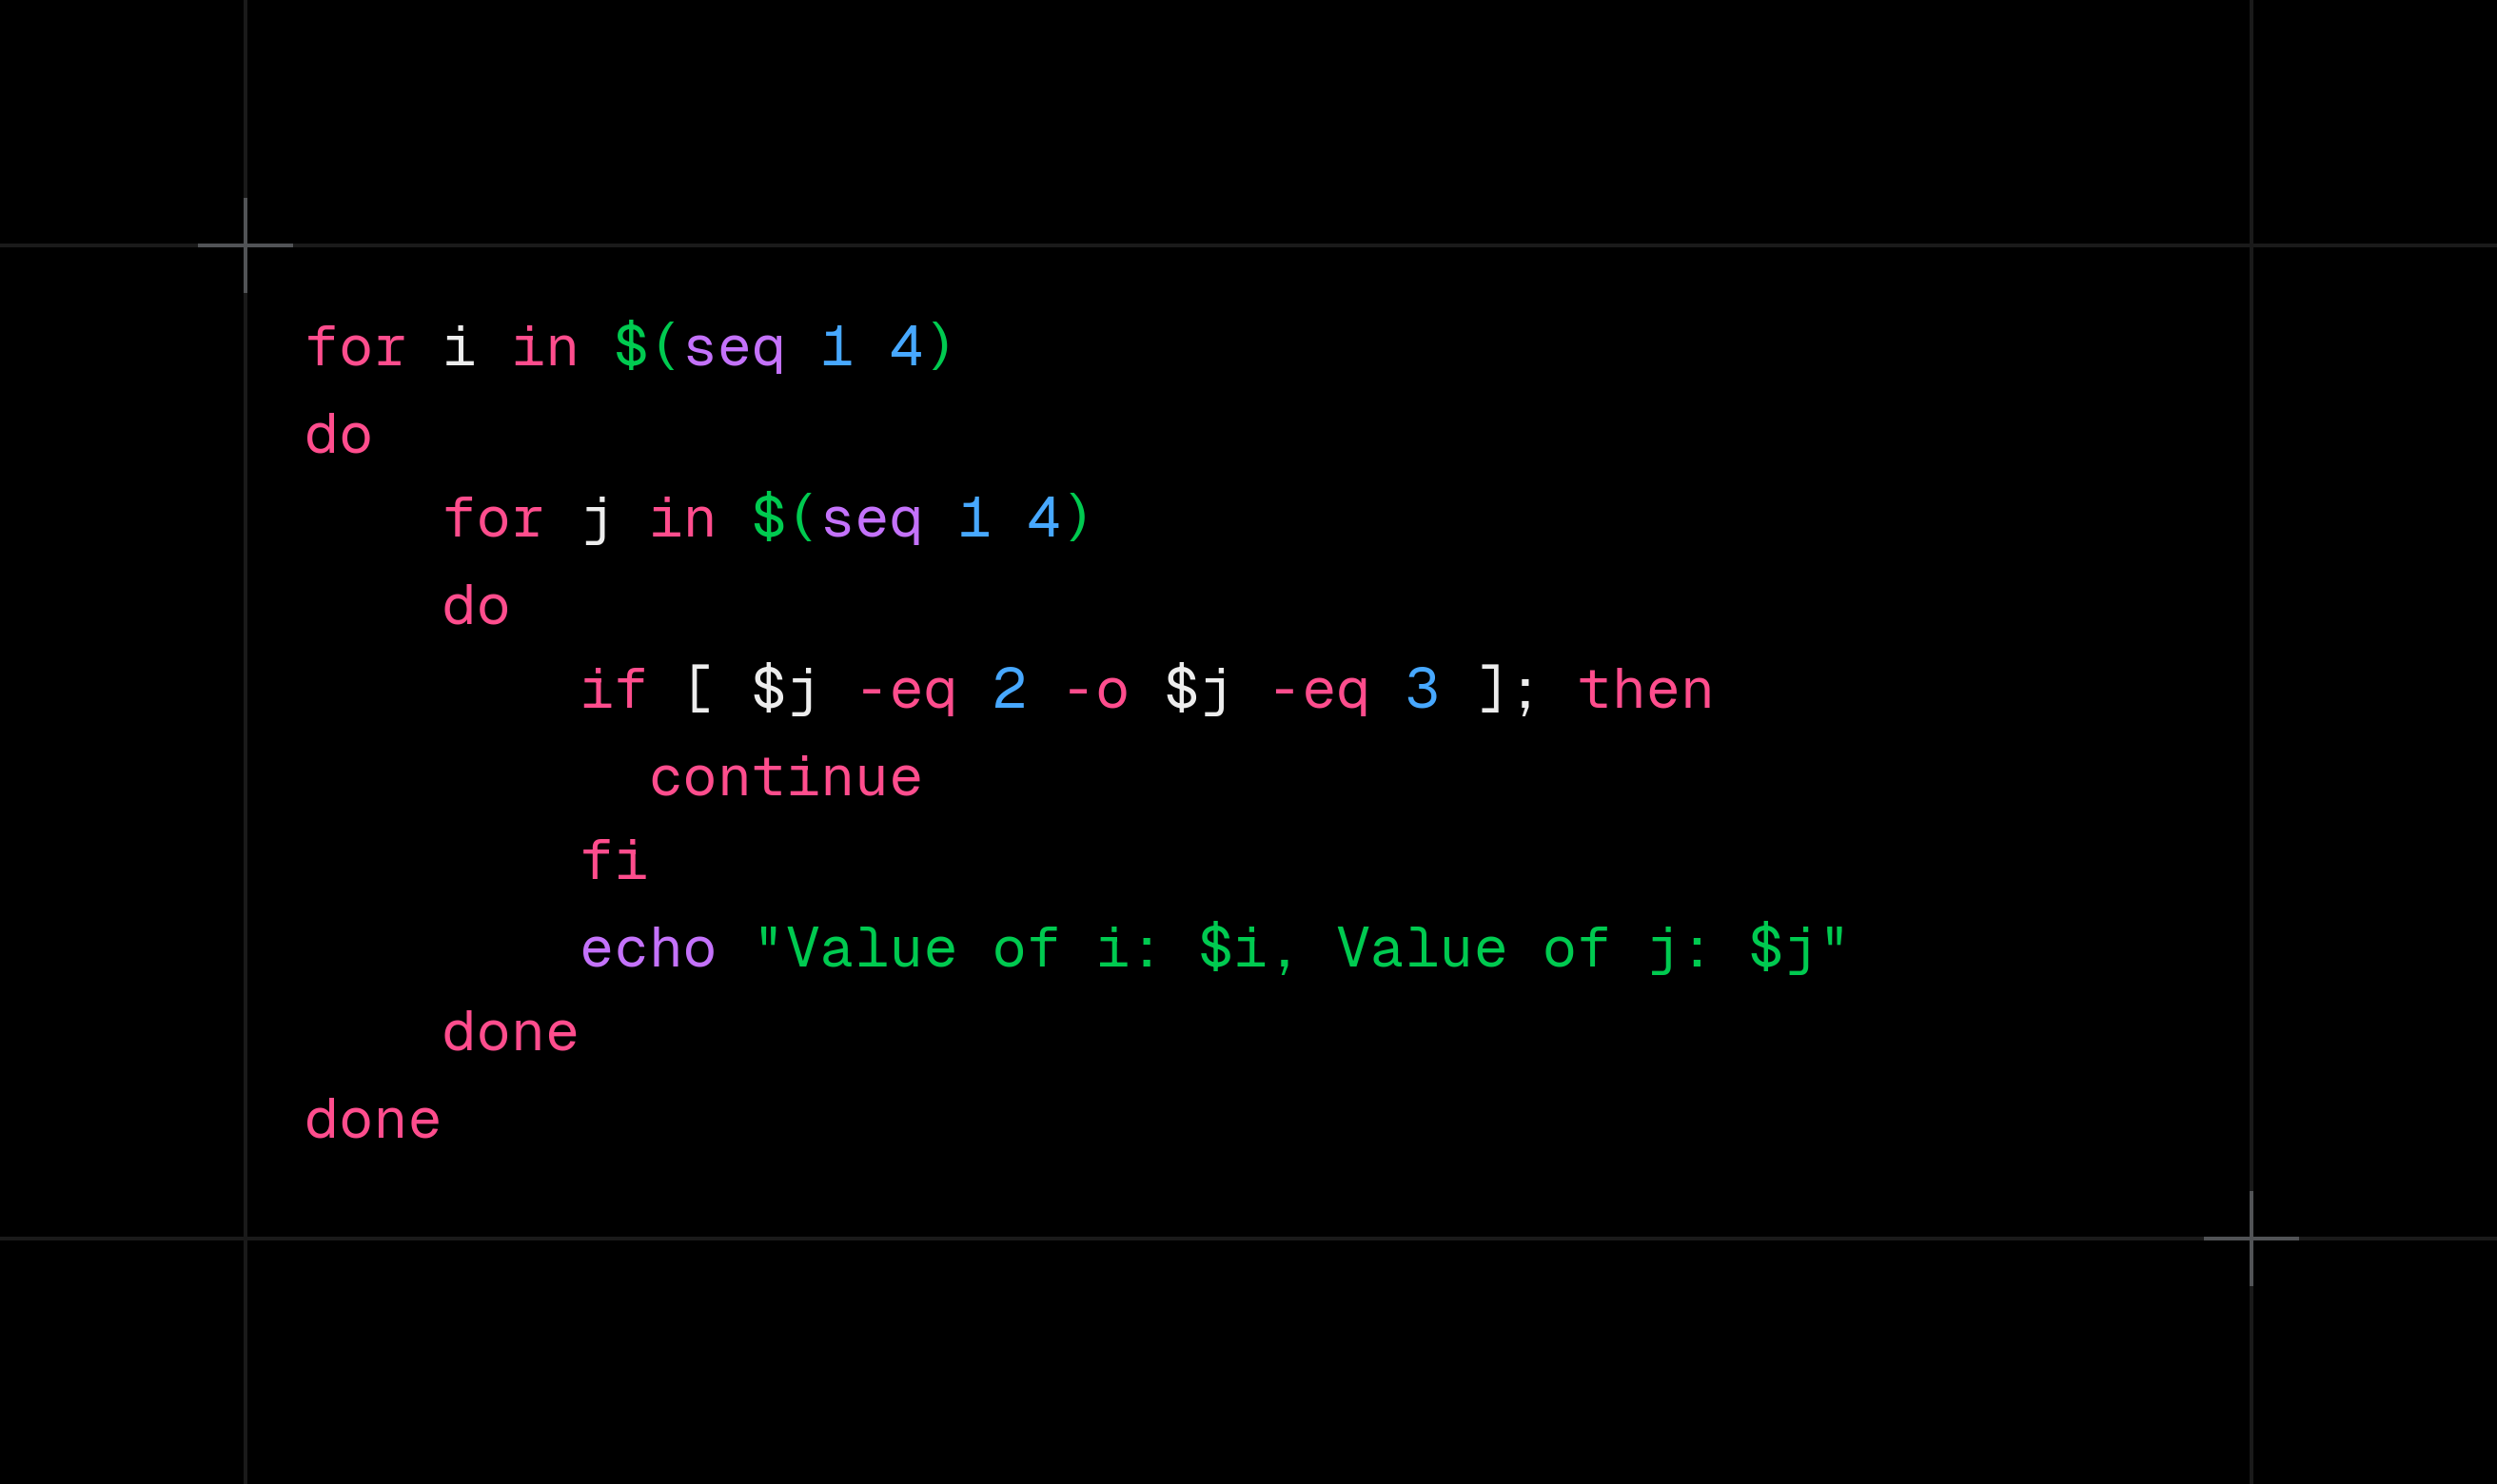 for i in $(seq 1 4)
do
    for j in $(seq 1 4)
    do
        if [ $j -eq 2 -o $j -eq 3 ]; then
          continue
        fi
        echo "Value of i: $i, Value of j: $j"
    done
done